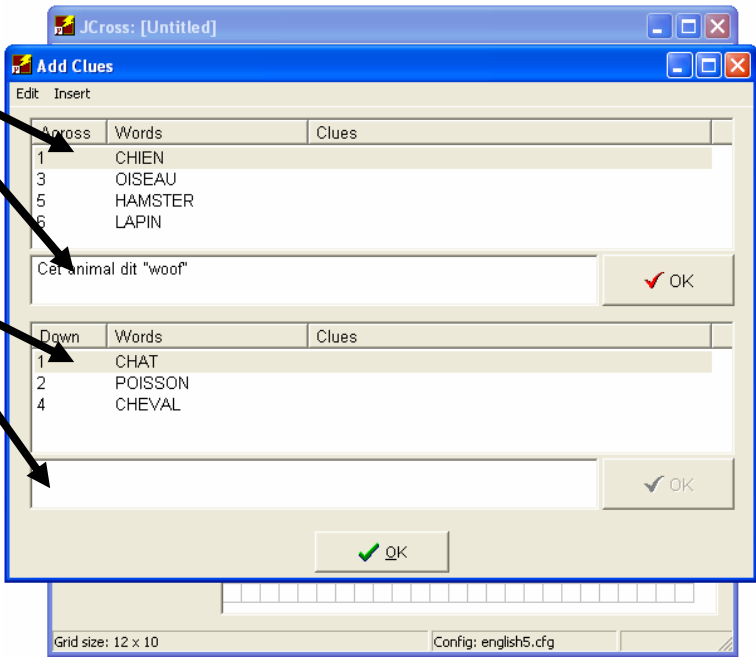 JCross: [Untitled]
Add Clues
Edit Insert
Across Words Clues
1 CHIEN
3 OISEAU
5 HAMSTER
6 LAPIN
Cet animal dit "woof"
OK
Down Words Clues
1 CHAT
2 POISSON
4 CHEVAL
OK
OK
Grid size: 12 x 10 Config: english5.cfg